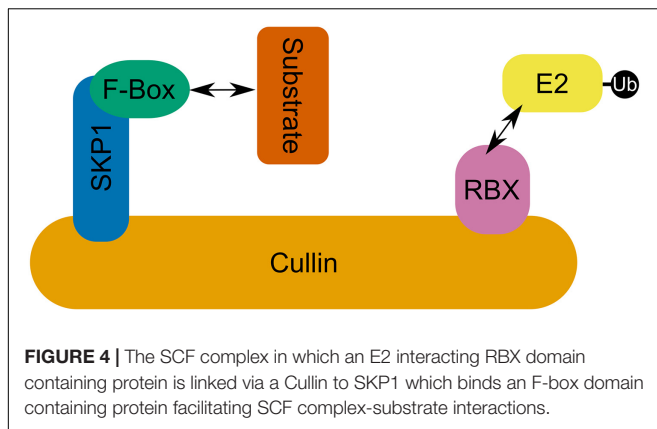 F-Box
SKP1
Substrate
E2
Ub
RBX
Cullin
FIGURE 4 | The SCF complex in which an E2 interacting RBX domain
containing protein is linked via a Cullin to SKP1 which binds an F-box domain
containing protein facilitating SCF complex-substrate interactions.